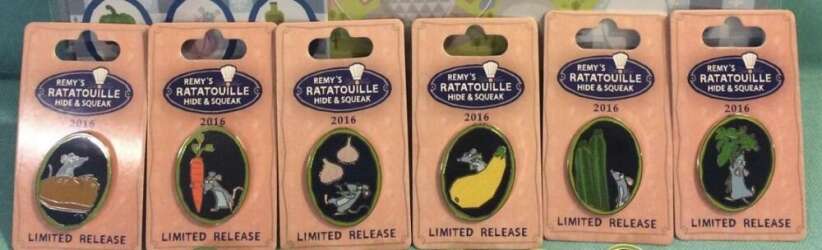 REMY'S
RATATOUILLE
HIDE & SQUEAK
2016
LIMITED RELEASE
REMY'S
RATATOUILLE
HIDE & SQUEAK
2016
LIMITED RELEASE
REMY'S
RATATOUILLE
HIDE & SQUEAK
2016
LIMITED RELEASE
REMY'S
RATATOUILLE
HIDE & SQUEAK
2016
LIMITED RELEASE
REMY'S
RATATOUILLE
HIDE & SQUEAK
2016
LIMITED RELEASE
REMY'S
RATATOUILLE
HIDE & SQUEAK
2016
LIMITED RELEASE